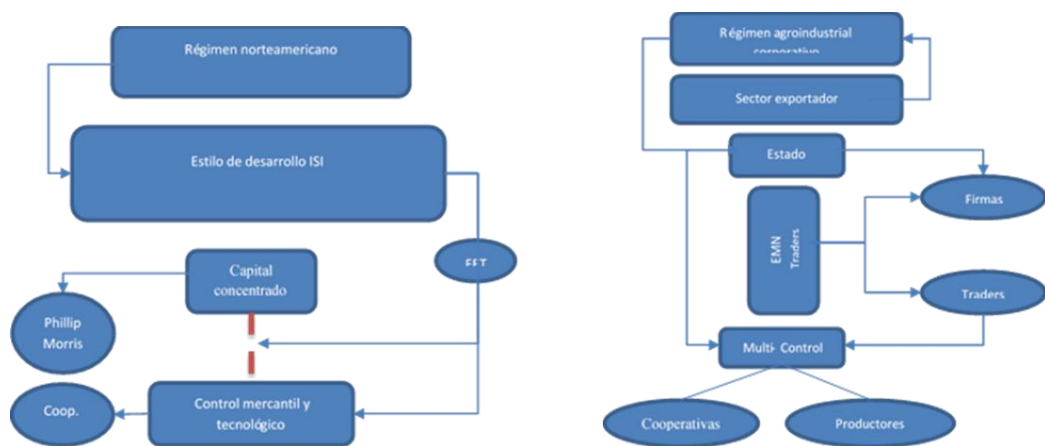 Régimen norteamericano
Estilo de desarrollo ISI
Capital
concentrado
Phillip
Morris
Control mercantil y
tecnológico
Coop.
Régimen agroindustrial
corporativo
Sector exportador
Estado
Firmas
EMN
Traders
Traders
Multi- Control
Cooperativas
Productores